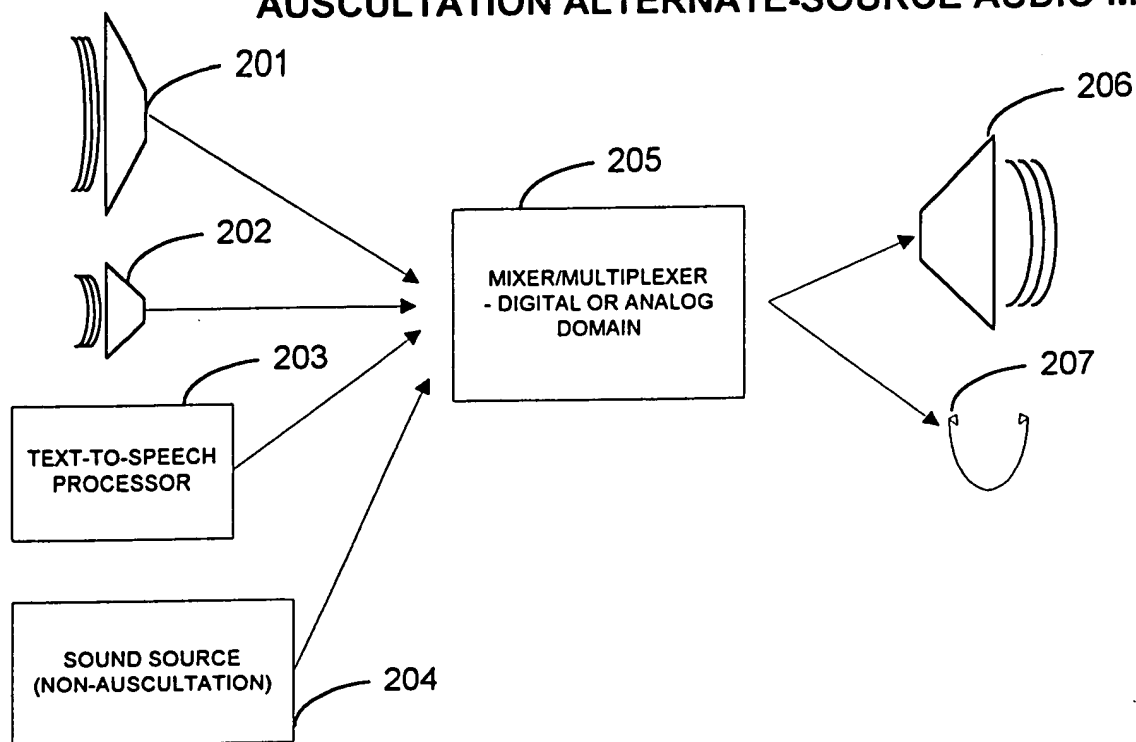 AUSCULTATION ALTERNATE-SOURCE AUDIO
201
206
205
202
MIXER/MULTIPLEXER
- DIGITAL OR ANALOG
DOMAIN
203
207
TEXT-TO-SPEECH
PROCESSOR
SOUND SOURCE
(NON-AUSCULTATION)
204